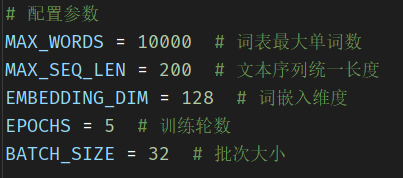 # 配置参数
MAX_WORDS = 10000  # 词表最大单词数
MAX_SEQ_LEN = 200  # 文本序列统一长度
EMBEDDING_DIM = 128  # 词嵌入维度
EPOCHS = 5  # 训练轮数
BATCH_SIZE = 32  # 批次大小